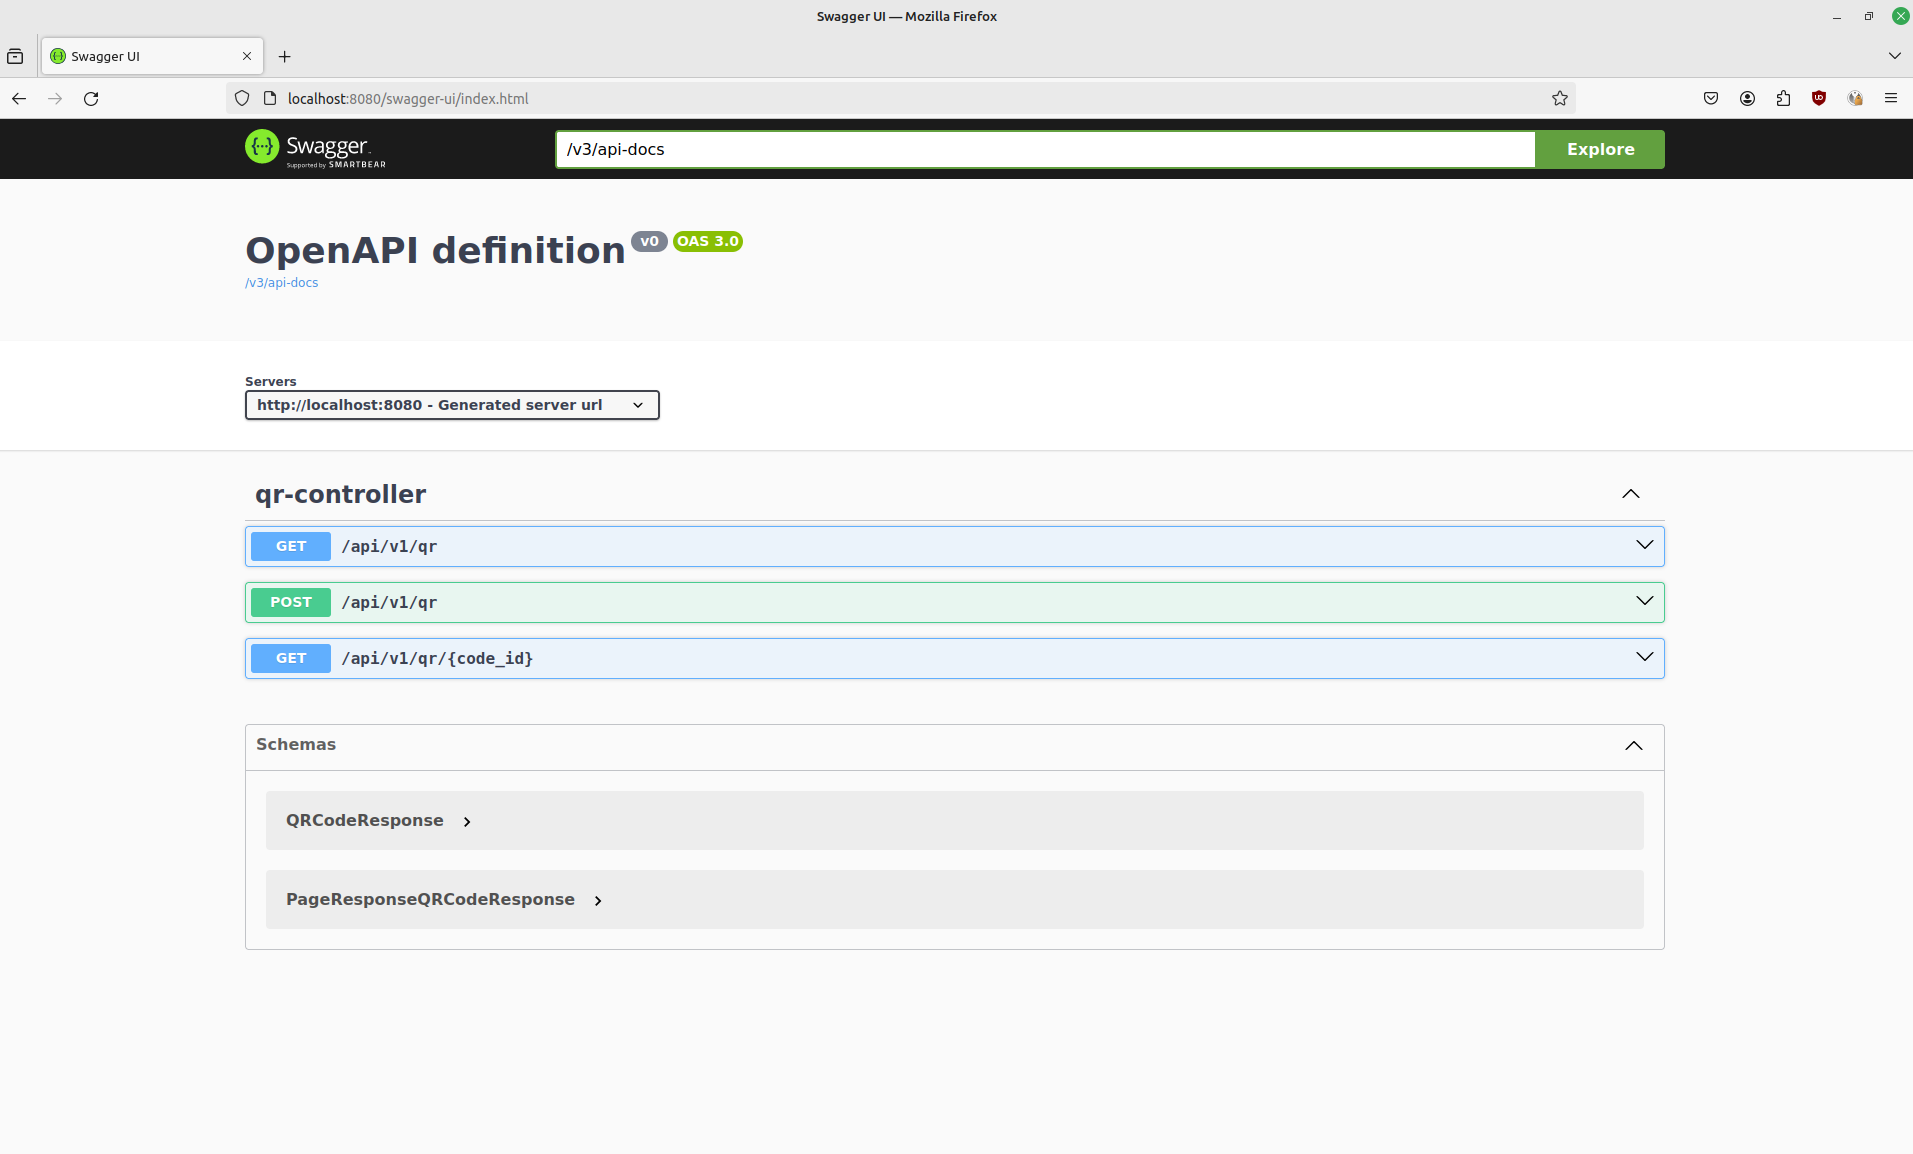 Swagger UI — Mozilla Firefox
Swagger UI
localhost:8080/swagger-ui/index.html
Swagger
Supported by SMARTBEAR
/v3/api-docs
Explore
OpenAPI definition v0 OAS 3.0
/v3/api-docs
Servers
http://localhost:8080 - Generated server url
qr-controller
GET /api/v1/qr
POST /api/v1/qr
GET /api/v1/qr/{code_id}
Schemas
QRCodeResponse
PageResponseQRCodeResponse